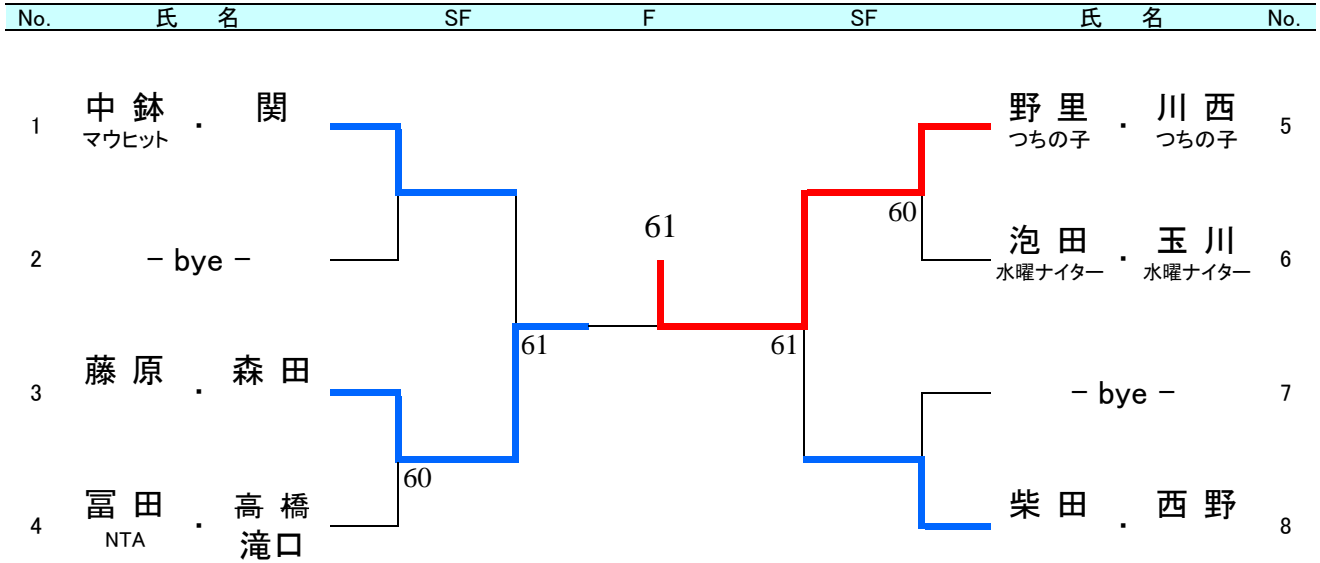 No. 氏 名 SF F SF 氏 名 No.
1 中鉢 ・ 関 野里 ・ 川西 5
マウヒット つちの子 つちの子
60
61
2 － bye － 泡田 ・ 玉川 6
水曜ナイター 水曜ナイター
61 61
3 藤原 ・ 森田 － bye － 7
60
4 冨田 ・ 高橋 柴田 ・ 西野 8
NTA 滝口